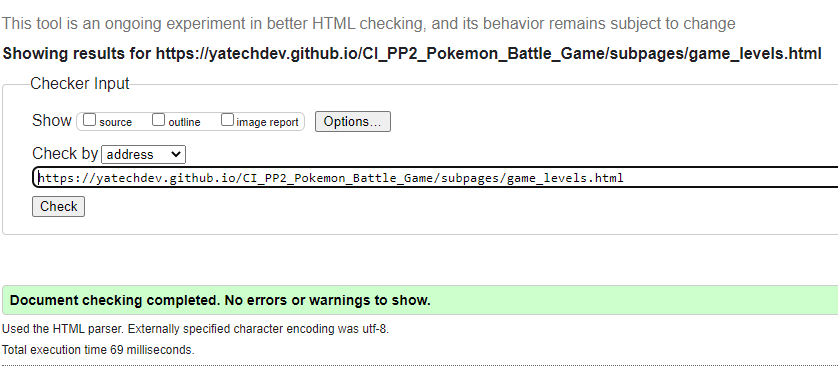 This tool is an ongoing experiment in better HTML checking, and its behavior remains subject to change
Showing results for https://yatechdev.github.io/CI_PP2_Pokemon_Battle_Game/subpages/game_levels.html
Checker Input
Show source outline image report Options...
Check by address
https://yatechdev.github.io/CI_PP2_Pokemon_Battle_Game/subpages/game_levels.html
Check
Document checking completed. No errors or warnings to show.
Used the HTML parser. Externally specified character encoding was utf-8.
Total execution time 69 milliseconds.